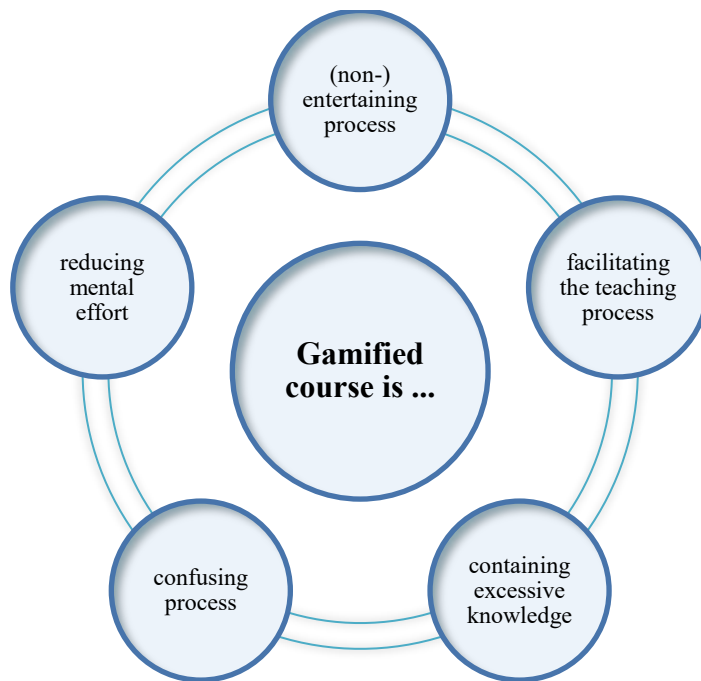 (non-)
entertaining
process
facilitating
the teaching
process
containing
excessive
knowledge
confusing
process
reducing
mental
effort
Gamified
course is ...